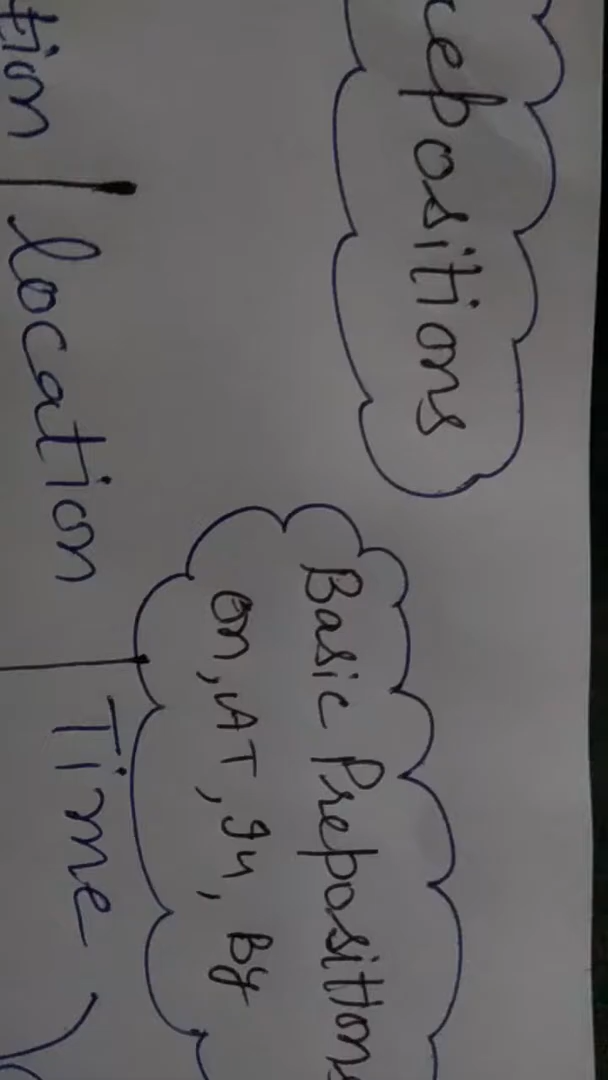 epositions
Basic Prepositions
on, AT, In, By
tion | location | Time